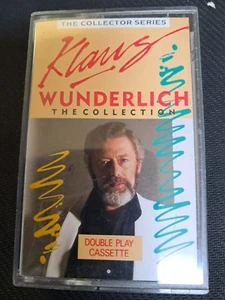 THE COLLECTOR SERIES
Klaus
WUNDERLICH
THE COLLECTION
DOUBLE PLAY
CASSETTE